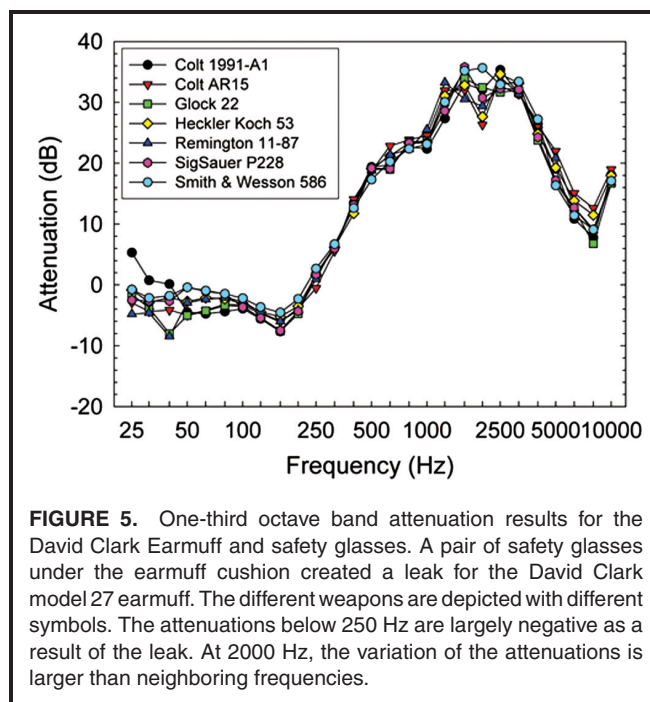 40
30
20
10
0
-10
-20
Attenuation (dB)
Colt 1991-A1
Colt AR15
Glock 22
Heckler Koch 53
Remington 11-87
SigSauer P228
Smith & Wesson 586
25 50 100 250 500 1000 2500 5000 10000
Frequency (Hz)
FIGURE 5. One-third octave band attenuation results for the
David Clark Earmuff and safety glasses. A pair of safety glasses
under the earmuff cushion created a leak for the David Clark
model 27 earmuff. The different weapons are depicted with different
symbols. The attenuations below 250 Hz are largely negative as a
result of the leak. At 2000 Hz, the variation of the attenuations is
larger than neighboring frequencies.